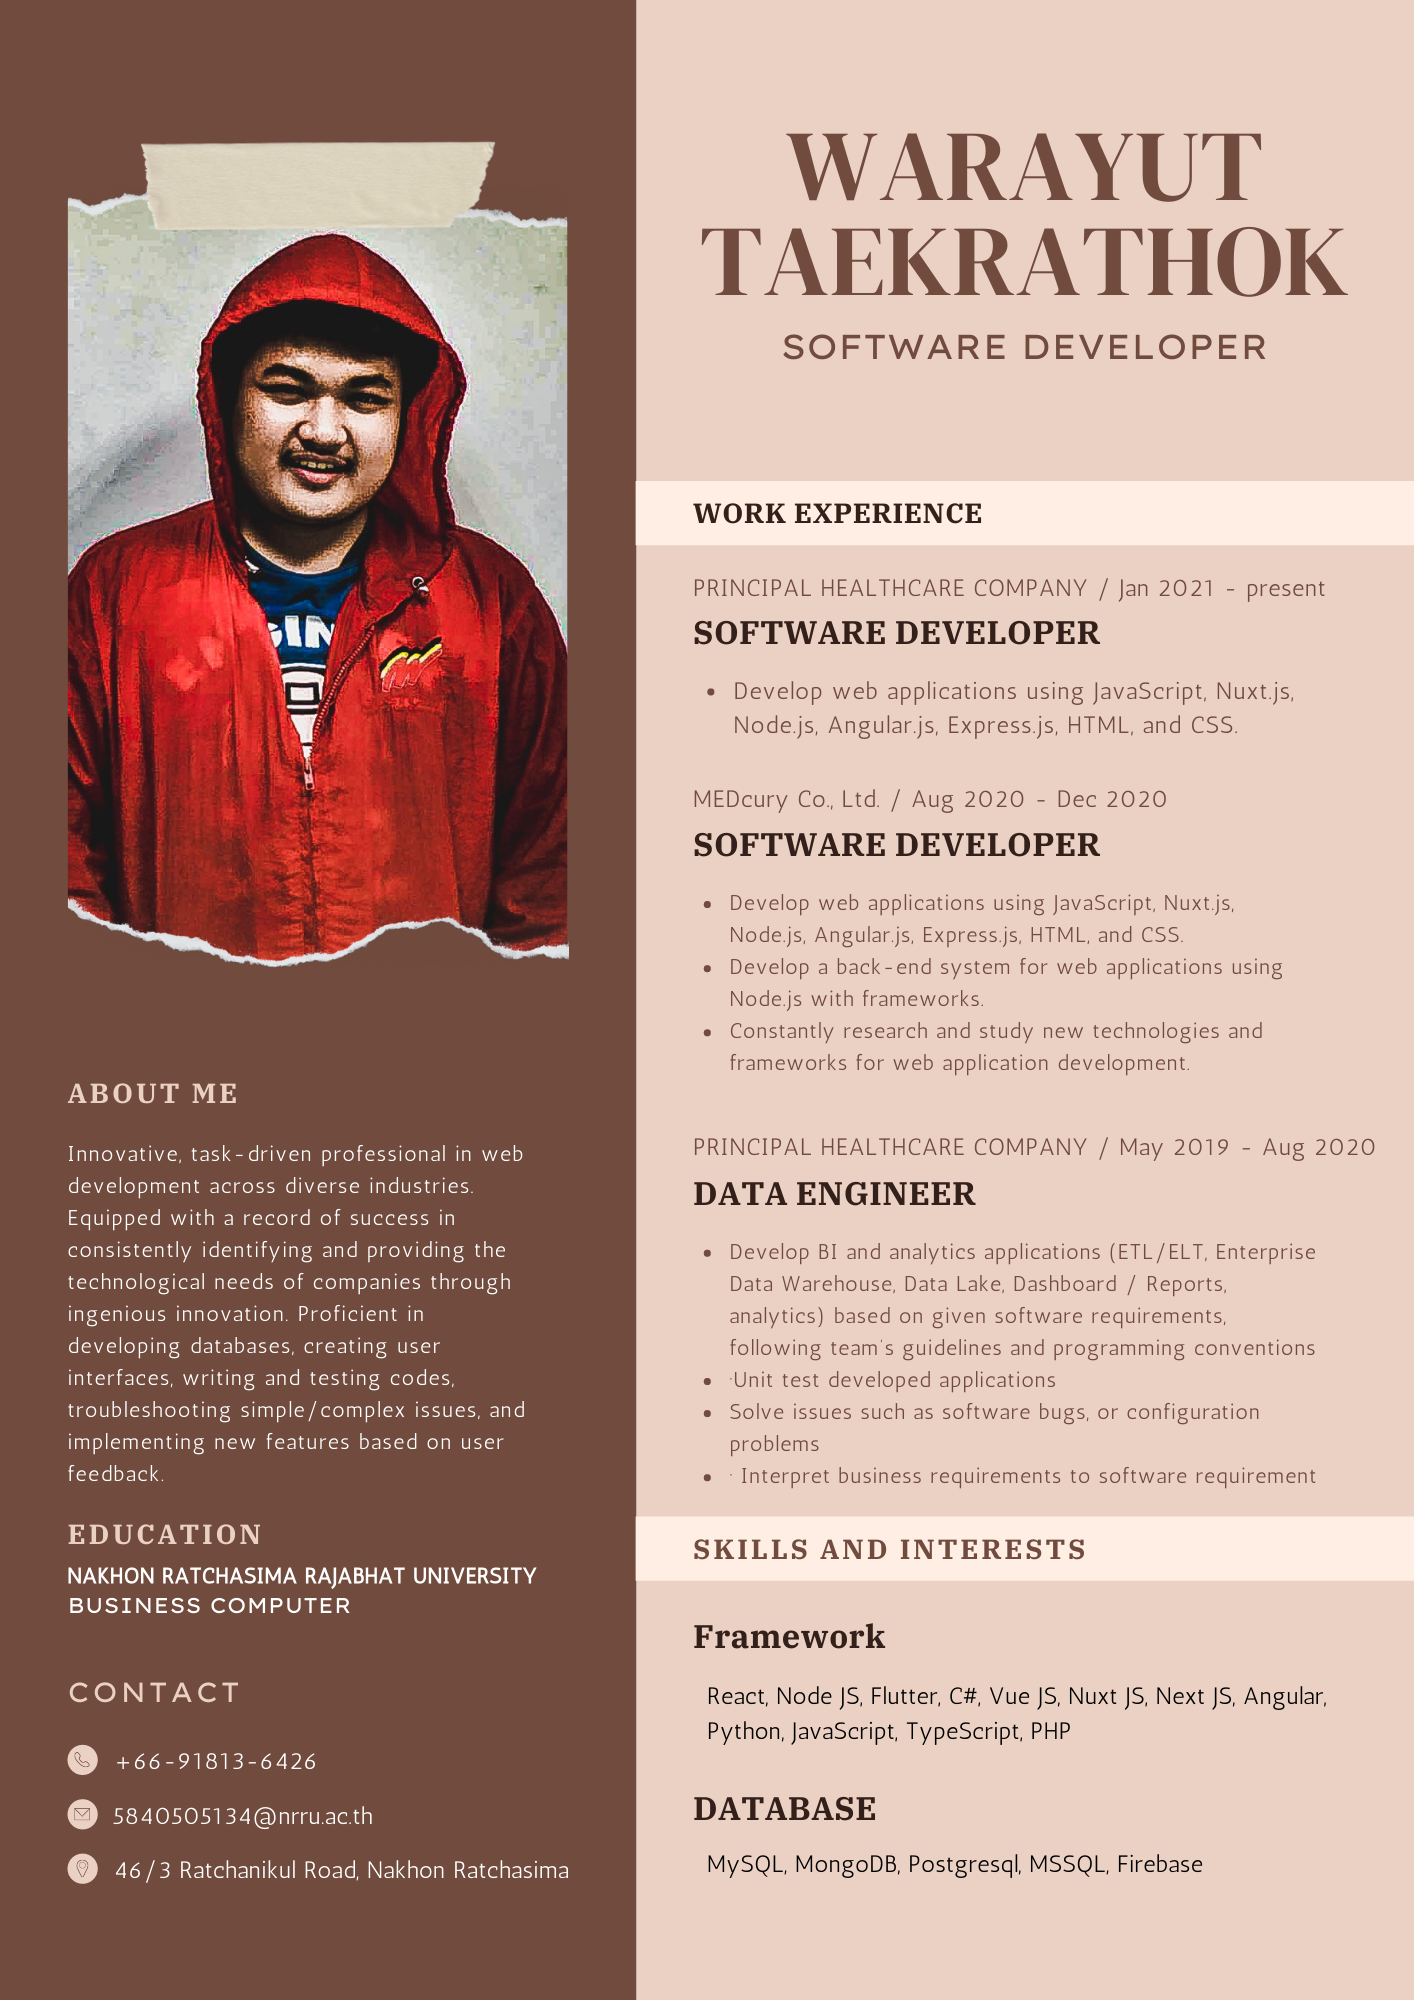 WARAYUT
TAEKRATHOK
SOFTWARE DEVELOPER
ABOUT ME
Innovative, task-driven professional in web
development across diverse industries.
Equipped with a record of success in
consistently identifying and providing the
technological needs of companies through
ingenious innovation. Proficient in
developing databases, creating user
interfaces, writing and testing codes,
troubleshooting simple/complex issues, and
implementing new features based on user
feedback.
EDUCATION
NAKHON RATCHASIMA RAJABHAT UNIVERSITY
BUSINESS COMPUTER
CONTACT
+66-91813-6426
5840505134@nrru.ac.th
46/3 Ratchanikul Road, Nakhon Ratchasima
WORK EXPERIENCE
PRINCIPAL HEALTHCARE COMPANY / Jan 2021 - present
SOFTWARE DEVELOPER
• Develop web applications using JavaScript, Nuxt.js,
Node.js, Angular.js, Express.js, HTML, and CSS.
MEDcury Co., Ltd. / Aug 2020 - Dec 2020
SOFTWARE DEVELOPER
• Develop web applications using JavaScript, Nuxt.js,
Node.js, Angular.js, Express.js, HTML, and CSS.
• Develop a back-end system for web applications using
Node.js with frameworks.
• Constantly research and study new technologies and
frameworks for web application development.
PRINCIPAL HEALTHCARE COMPANY / May 2019 - Aug 2020
DATA ENGINEER
• Develop BI and analytics applications (ETL/ELT, Enterprise
Data Warehouse, Data Lake, Dashboard / Reports,
analytics) based on given software requirements,
following team's guidelines and programming conventions
• ·Unit test developed applications
• Solve issues such as software bugs, or configuration
problems
• · Interpret business requirements to software requirement
SKILLS AND INTERESTS
Framework
React, Node JS, Flutter, C#, Vue JS, Nuxt JS, Next JS, Angular,
Python, JavaScript, TypeScript, PHP
DATABASE
MySQL, MongoDB, Postgresql, MSSQL, Firebase